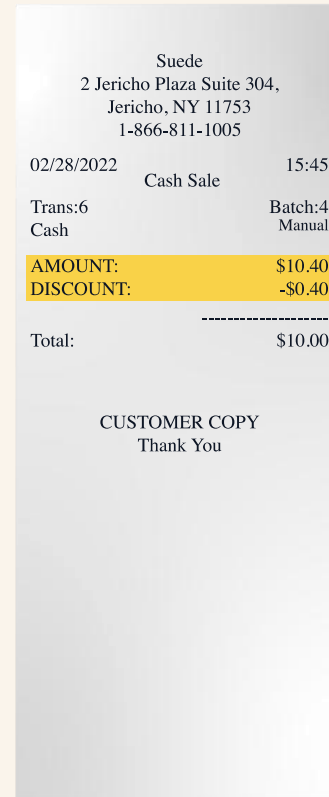 Suede
2 Jericho Plaza Suite 304,
Jericho, NY 11753
1-866-811-1005
02/28/2022 15:45
Cash Sale
Trans:6 Batch:4
Cash Manual
AMOUNT: $10.40
DISCOUNT: -$0.40
--------------------
Total: $10.00
CUSTOMER COPY
Thank You